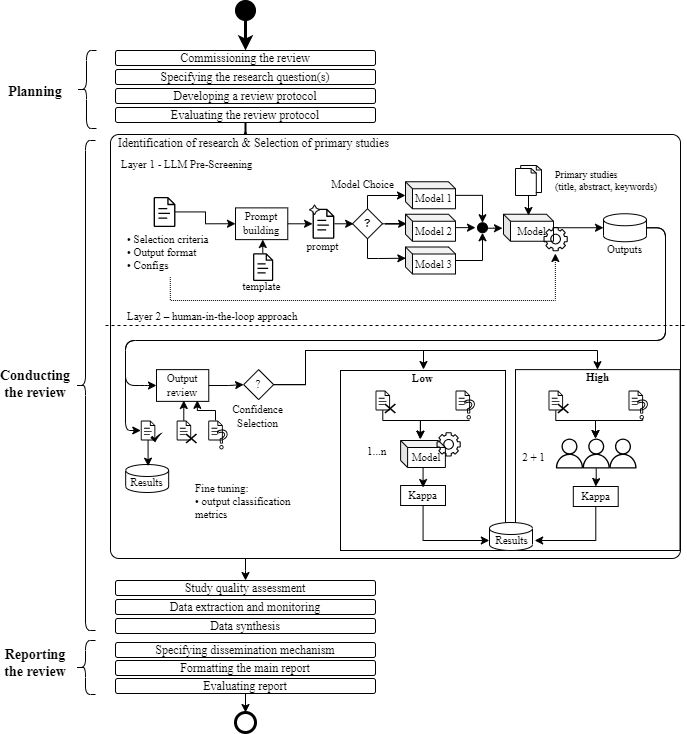 Planning
Commissioning the review
Specifying the research question(s)
Developing a review protocol
Evaluating the review protocol
Conducting
the review
Identification of research & Selection of primary studies
Layer 1 - LLM Pre-Screening
• Selection criteria
• Output format
• Configs
Prompt
building
template
prompt
Model Choice
?
Model 1
Model 2
Model 3
Primary studies
(title, abstract, keywords)
Model
Outputs
Layer 2 – human-in-the-loop approach
Output
review
?
Confidence
Selection
Results
Fine tuning:
• output classification
metrics
Low
1...n
Model
Kappa
High
2 + 1
Kappa
Results
Study quality assessment
Data extraction and monitoring
Data synthesis
Reporting
the review
Specifying dissemination mechanism
Formatting the main report
Evaluating report